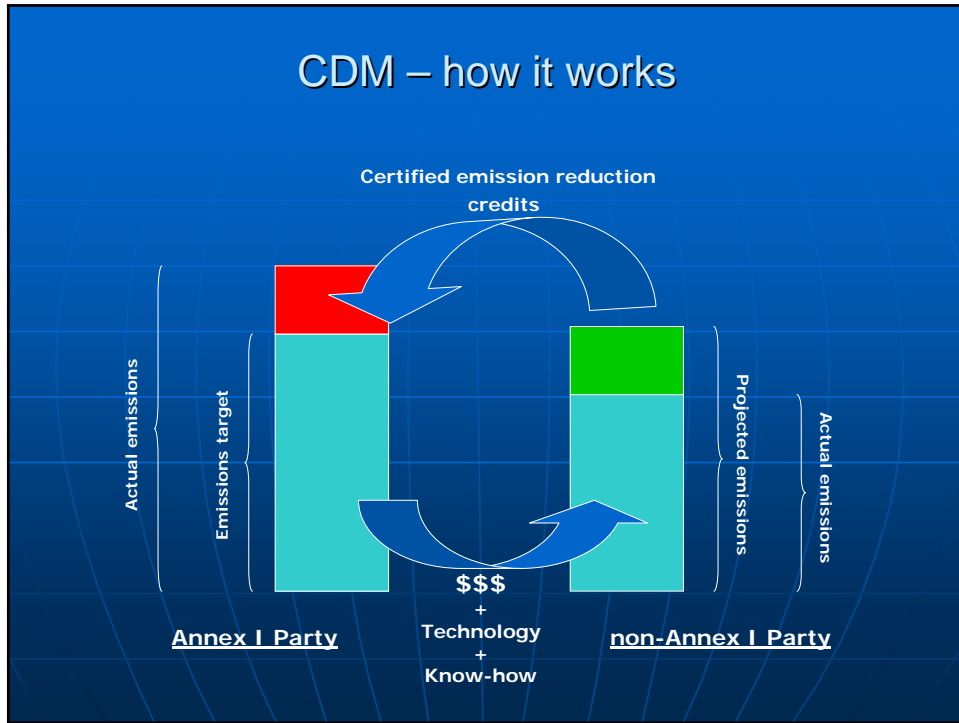 CDM – how it works
Certified emission reduction
credits
Actual emissions
Emissions target
Projected emissions
Actual emissions
$$$
+
Technology
+
Know-how
Annex I Party
non-Annex I Party